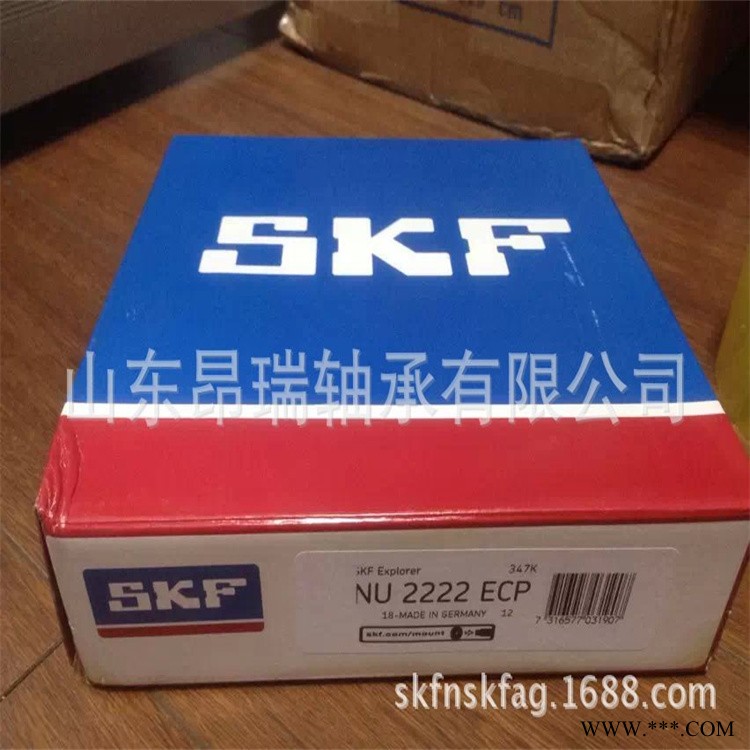 CM
SKF
山东昂瑞轴承有限公司
SKF
SKF Explorer 347K
NU 2222 ECP
18-MADE IN GERMANY 12
skf.com/mount
7 316577 031907
skfnskfag.1688.com
WWW.***.COM